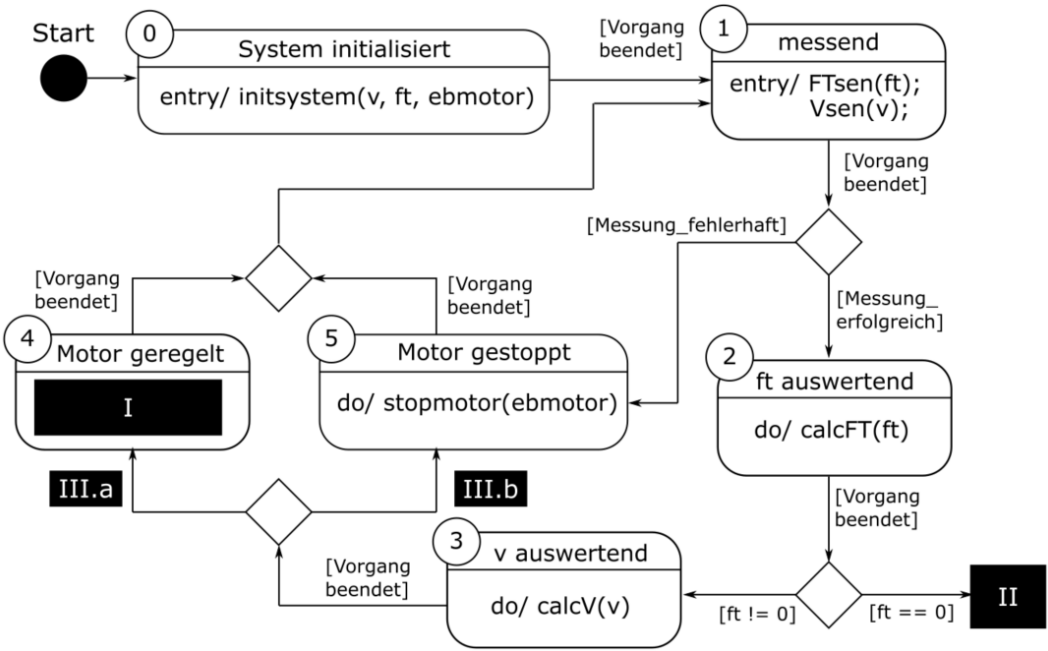 Start
0
System initialisiert
entry/ initsystem(v, ft, ebmotor)
[Vorgang
beendet]
1
messend
entry/ FTsen(ft);
Vsen(v);
[Vorgang
beendet]
[Messung_fehlerhaft]
[Messung_
erfolgreich]
[Vorgang
beendet]
[Vorgang
beendet]
4
Motor geregelt
I
5
Motor gestoppt
do/ stopmotor(ebmotor)
2
ft auswertend
do/ calcFT(ft)
III.a
III.b
[Vorgang
beendet]
3
v auswertend
do/ calcV(v)
[Vorgang
beendet]
[ft != 0]
[ft == 0]
II